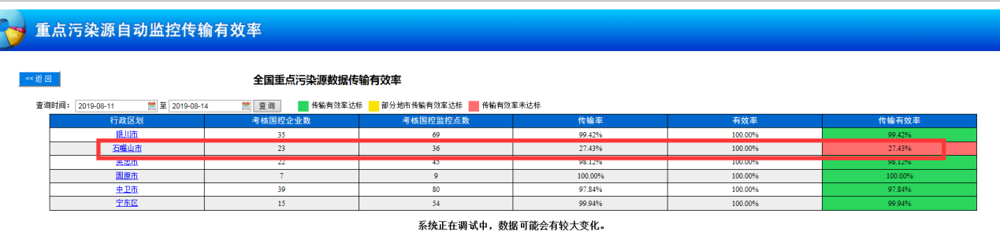 重点污染源自动监控传输有效率
<<返回
全国重点污染源数据传输有效率
查询时间： 2019-08-11 至 2019-08-14 查询 传输有效率达标 部分地市传输有效率达标 传输有效率未达标
行政区划 考核国控企业数 考核国控监控点数 传输率 有效率 传输有效率
银川市 35 69 99.42% 100.00% 99.42%
石嘴山市 23 36 27.43% 100.00% 27.43%
吴忠市 22 45 98.12% 100.00% 98.12%
固原市 7 9 100.00% 100.00% 100.00%
中卫市 39 80 97.84% 100.00% 97.84%
宁东区 15 54 99.94% 100.00% 99.94%
系统正在调试中，数据可能会有较大变化。